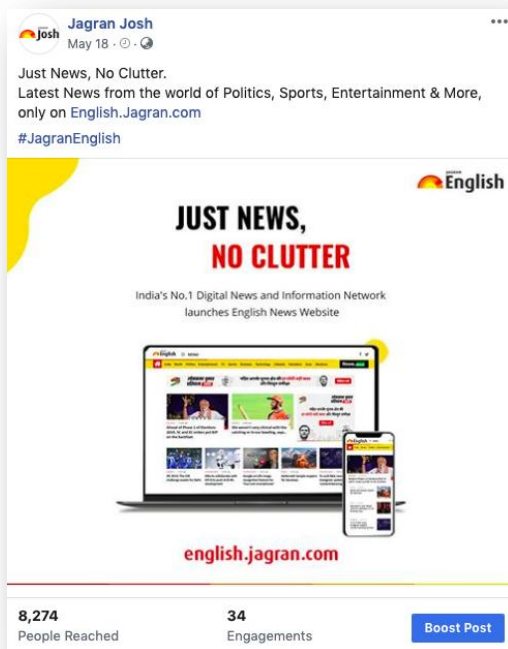 Josh
Jagran Josh
May 18
Just News, No Clutter.
Latest News from the world of Politics, Sports, Entertainment & More,
only on English.Jagran.com
#JagranEnglish
English
JUST NEWS,
NO CLUTTER
India's No.1 Digital News and Information Network
launches English News Website
English
English
english.jagran.com
8,274
People Reached
34
Engagements
Boost Post